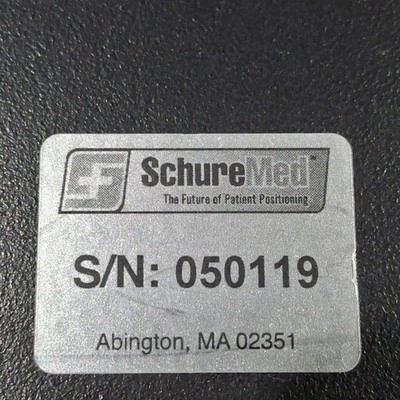 SchureMed™
The Future of Patient Positioning
S/N: 050119
Abington, MA 02351